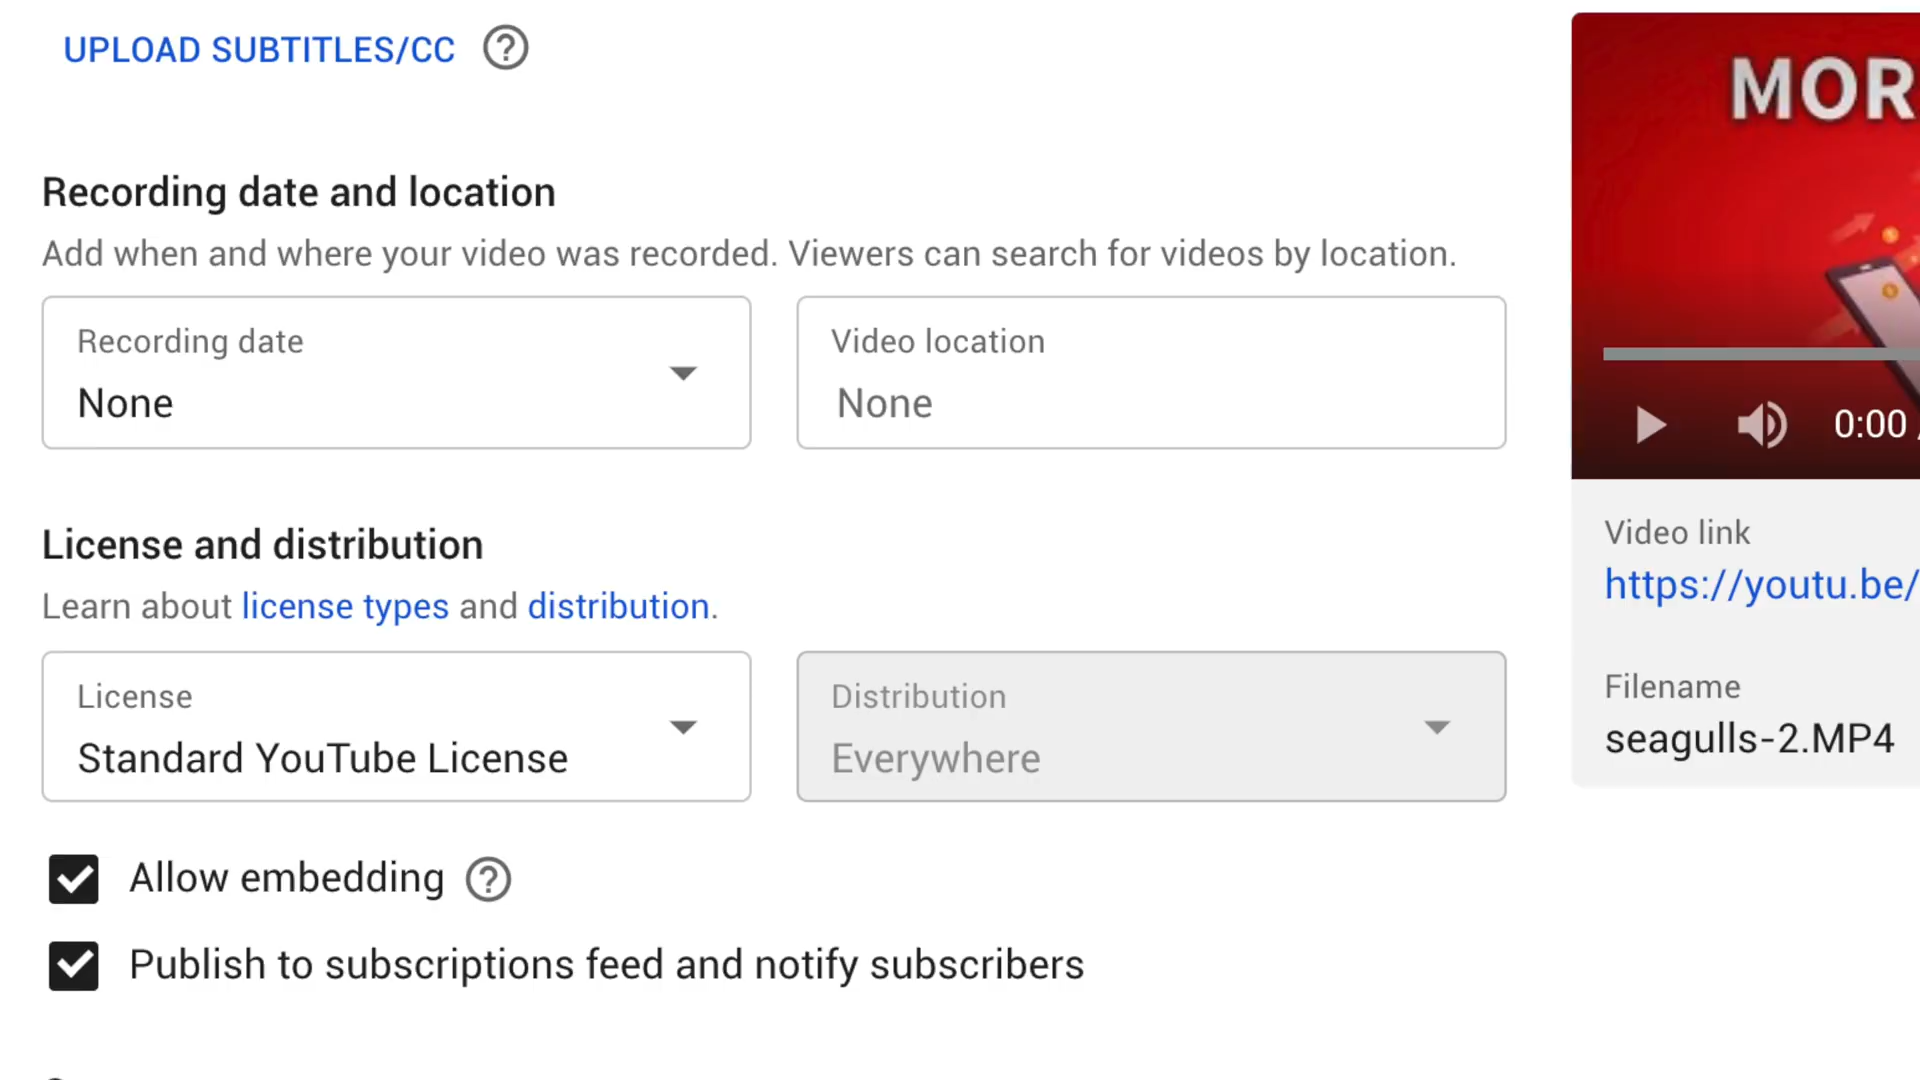 UPLOAD SUBTITLES/CC
Recording date and location
Add when and where your video was recorded. Viewers can search for videos by location.
Recording date
None
Video location
None
License and distribution
Learn about license types and distribution.
License
Standard YouTube License
Distribution
Everywhere
Allow embedding
Publish to subscriptions feed and notify subscribers
MOR
0:00
Video link
https://youtu.be/
Filename
seagulls-2.MP4